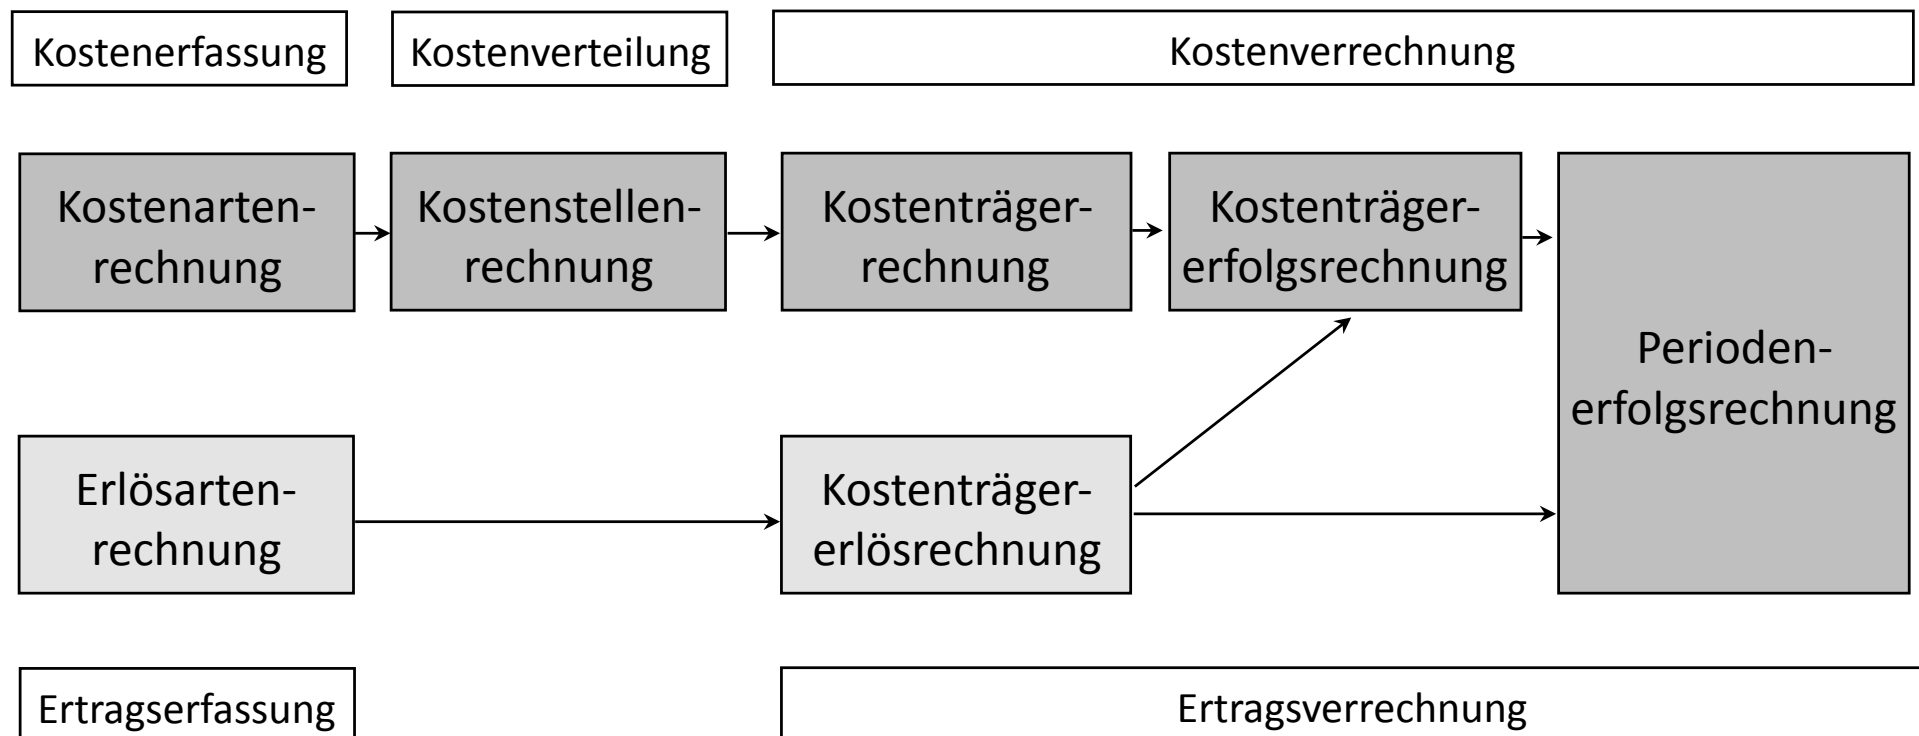 Kostenerfassung
Kostenverteilung
Kostenverrechnung
Kostenarten-
rechnung
Kostenstellen-
rechnung
Kostenträger-
rechnung
Kostenträger-
erfolgsrechnung
Perioden-
erfolgsrechnung
Erlösarten-
rechnung
Kostenträger-
erlösrechnung
Ertragserfassung
Ertragsverrechnung